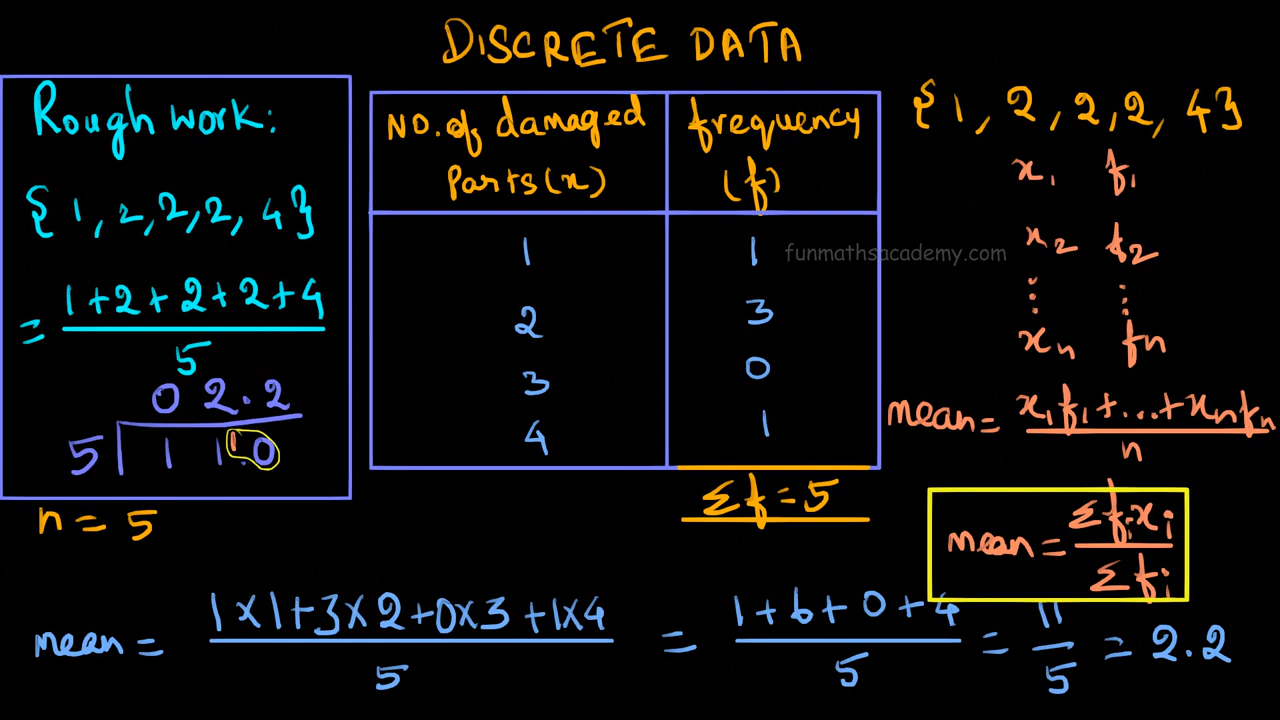 DISCRETE DATA
Rough work:
{1, 2, 2, 2, 4}
= 1+2+2+2+4
5
02.2
5 1 1 1.0
n = 5
NO. of damaged Parts (x)
frequency (f)
1 1
2 3
3 0
4 1
Σf = 5
funmathsacademy.com
{1, 2, 2, 2, 4}
x₁ f₁
x₂ f₂
⋮ ⋮
xₙ fₙ
mean = x₁f₁+...+xₙfₙ
n
mean = Σfᵢxᵢ
Σfᵢ
mean = 1×1+3×2+0×3+1×4 = 1+6+0+4 = 11 = 2.2
5 5 5